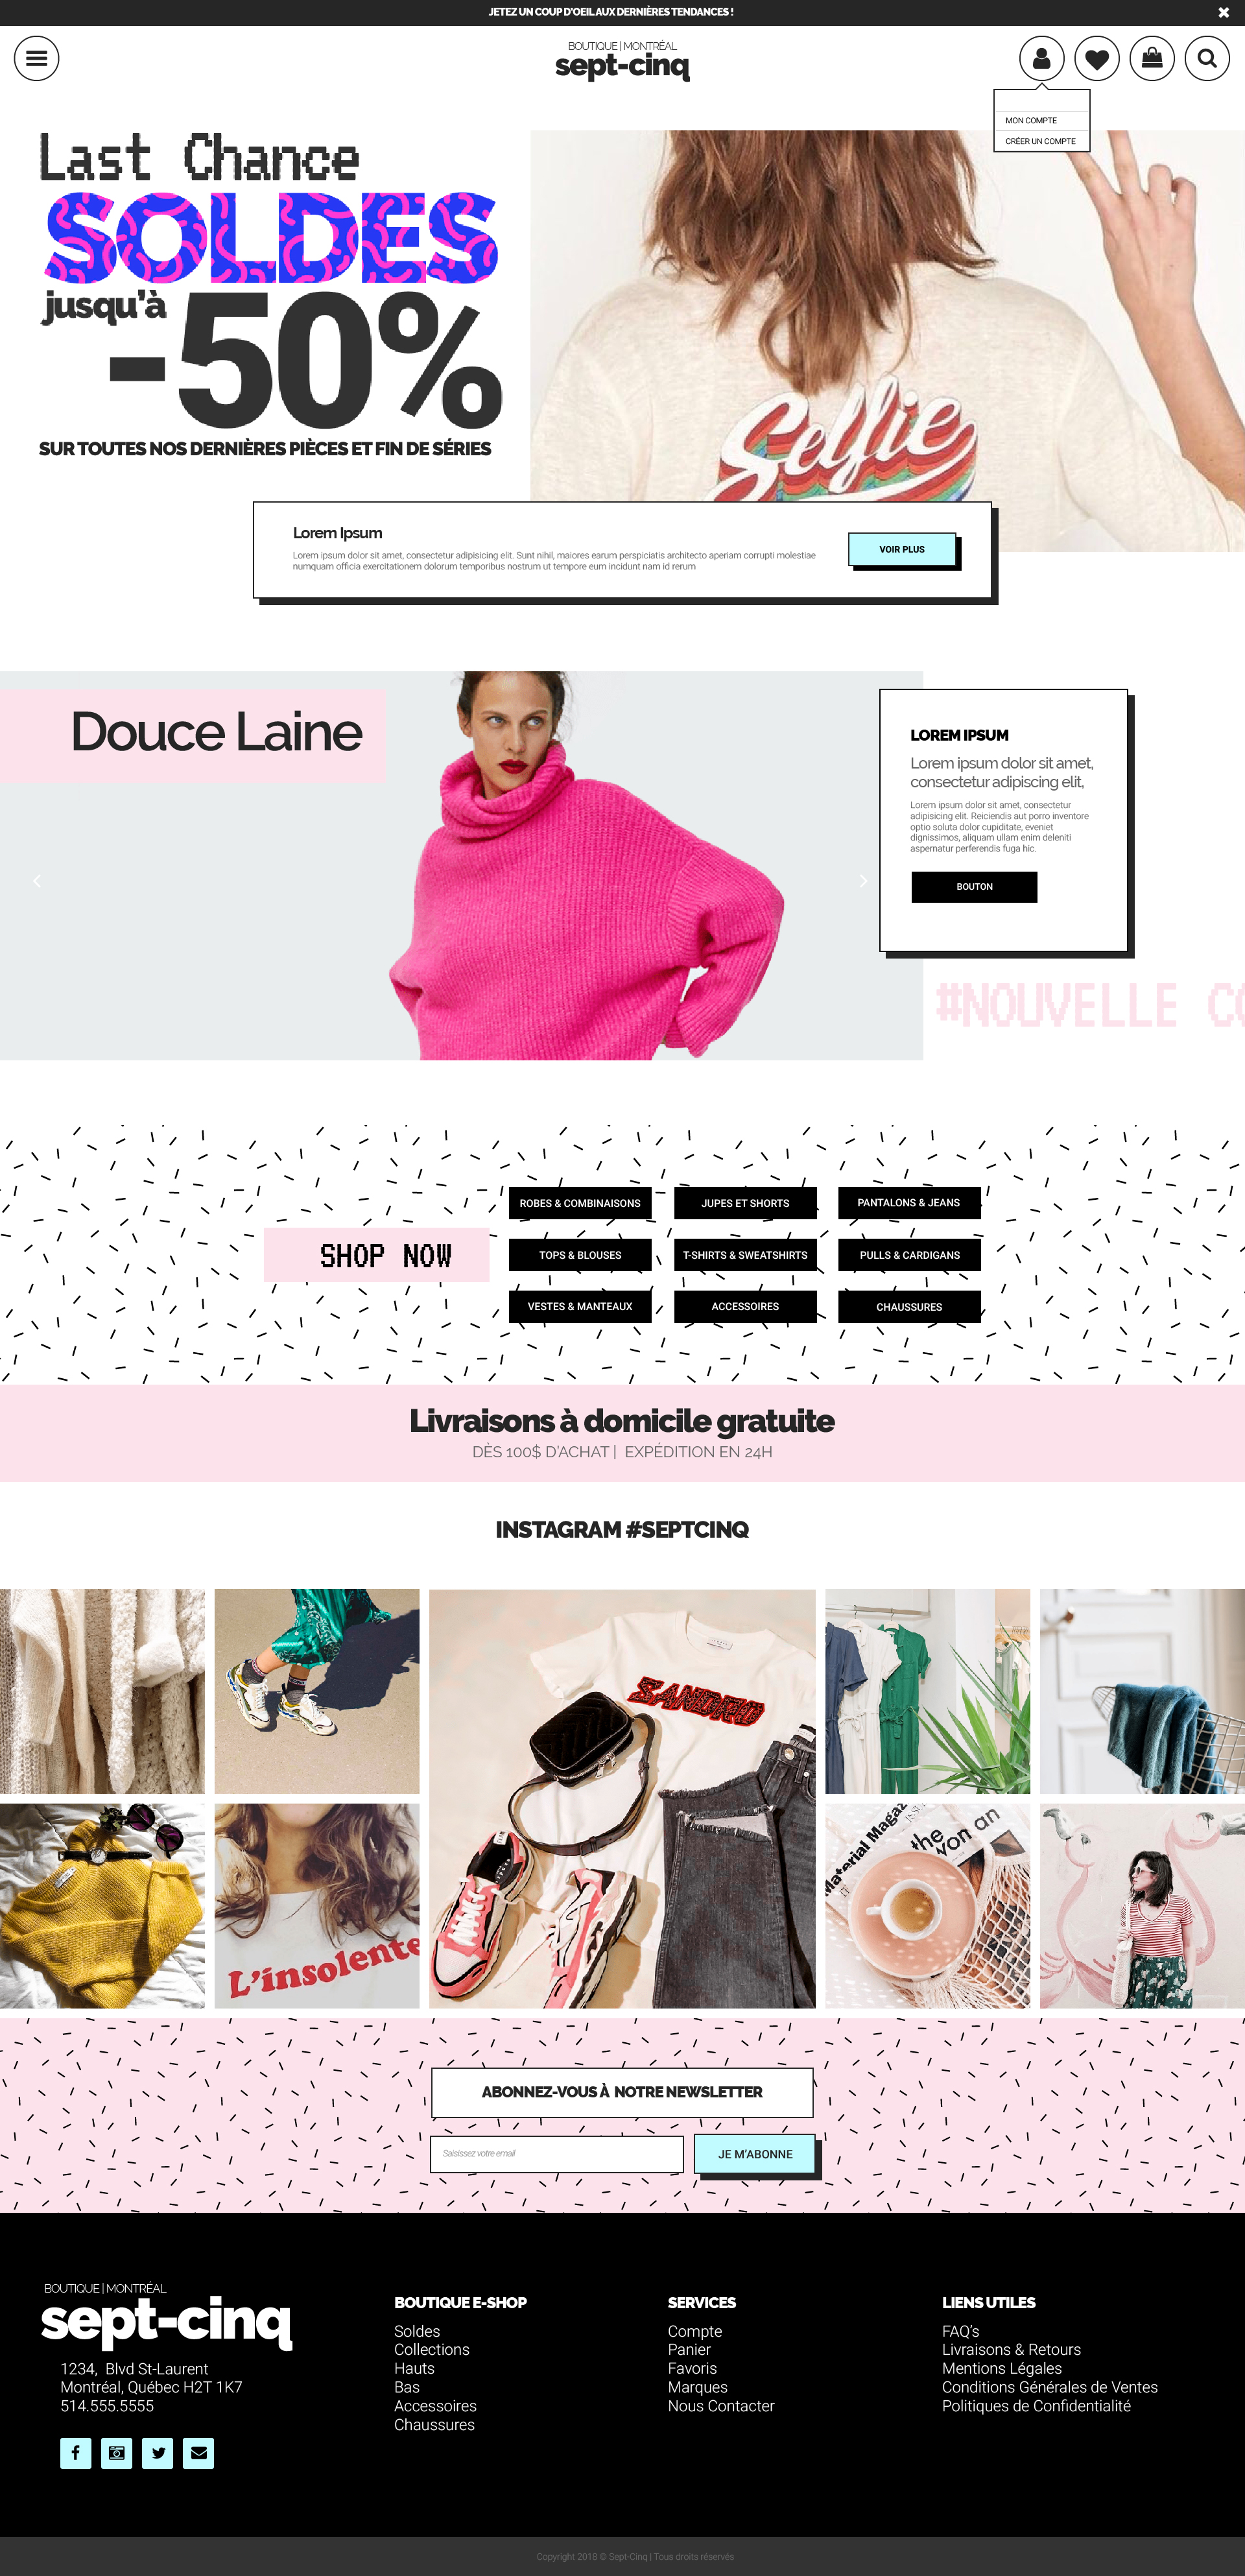 JETEZ UN COUP D'OEIL AUX DERNIÈRES TENDANCES !
BOUTIQUE | MONTRÉAL
sept-cinq
MON COMPTE
CRÉER UN COMPTE
Last Chance
SOLDES
jusqu'à
-50%
SUR TOUTES NOS DERNIÈRES PIÈCES ET FIN DE SÉRIES
Selfie
Lorem Ipsum
Lorem ipsum dolor sit amet, consectetur adipisicing elit. Sunt nihil, maiores earum perspiciatis architecto aperiam corrupti molestiae
numquam officia exercitationem dolorum temporibus nostrum ut tempore eum incidunt nam id rerum
VOIR PLUS
Douce Laine
LOREM IPSUM
Lorem ipsum dolor sit amet,
consectetur adipiscing elit,
Lorem ipsum dolor sit amet, consectetur
adipisicing elit. Reiciendis aut porro inventore
optio soluta dolor cupiditate, eveniet
dignissimos, aliquam ullam enim deleniti
aspernatur perferendis fuga hic.
BOUTON
#NOUVELLE CO
SHOP NOW
ROBES & COMBINAISONS
JUPES ET SHORTS
PANTALONS & JEANS
TOPS & BLOUSES
T-SHIRTS & SWEATSHIRTS
PULLS & CARDIGANS
VESTES & MANTEAUX
ACCESSOIRES
CHAUSSURES
Livraisons à domicile gratuite
DÈS 100$ D'ACHAT | EXPÉDITION EN 24H
INSTAGRAM #SEPTCINQ
SANDRO
L'insolente
Material Magaz
the
won an
ABONNEZ-VOUS À NOTRE NEWSLETTER
Saisissez votre email
JE M'ABONNE
BOUTIQUE | MONTRÉAL
sept-cinq
1234, Blvd St-Laurent
Montréal, Québec H2T 1K7
514.555.5555
BOUTIQUE E-SHOP
Soldes
Collections
Hauts
Bas
Accessoires
Chaussures
SERVICES
Compte
Panier
Favoris
Marques
Nous Contacter
LIENS UTILES
FAQ's
Livraisons & Retours
Mentions Légales
Conditions Générales de Ventes
Politiques de Confidentialité
Copyright 2018 © Sept-Cinq | Tous droits réservés